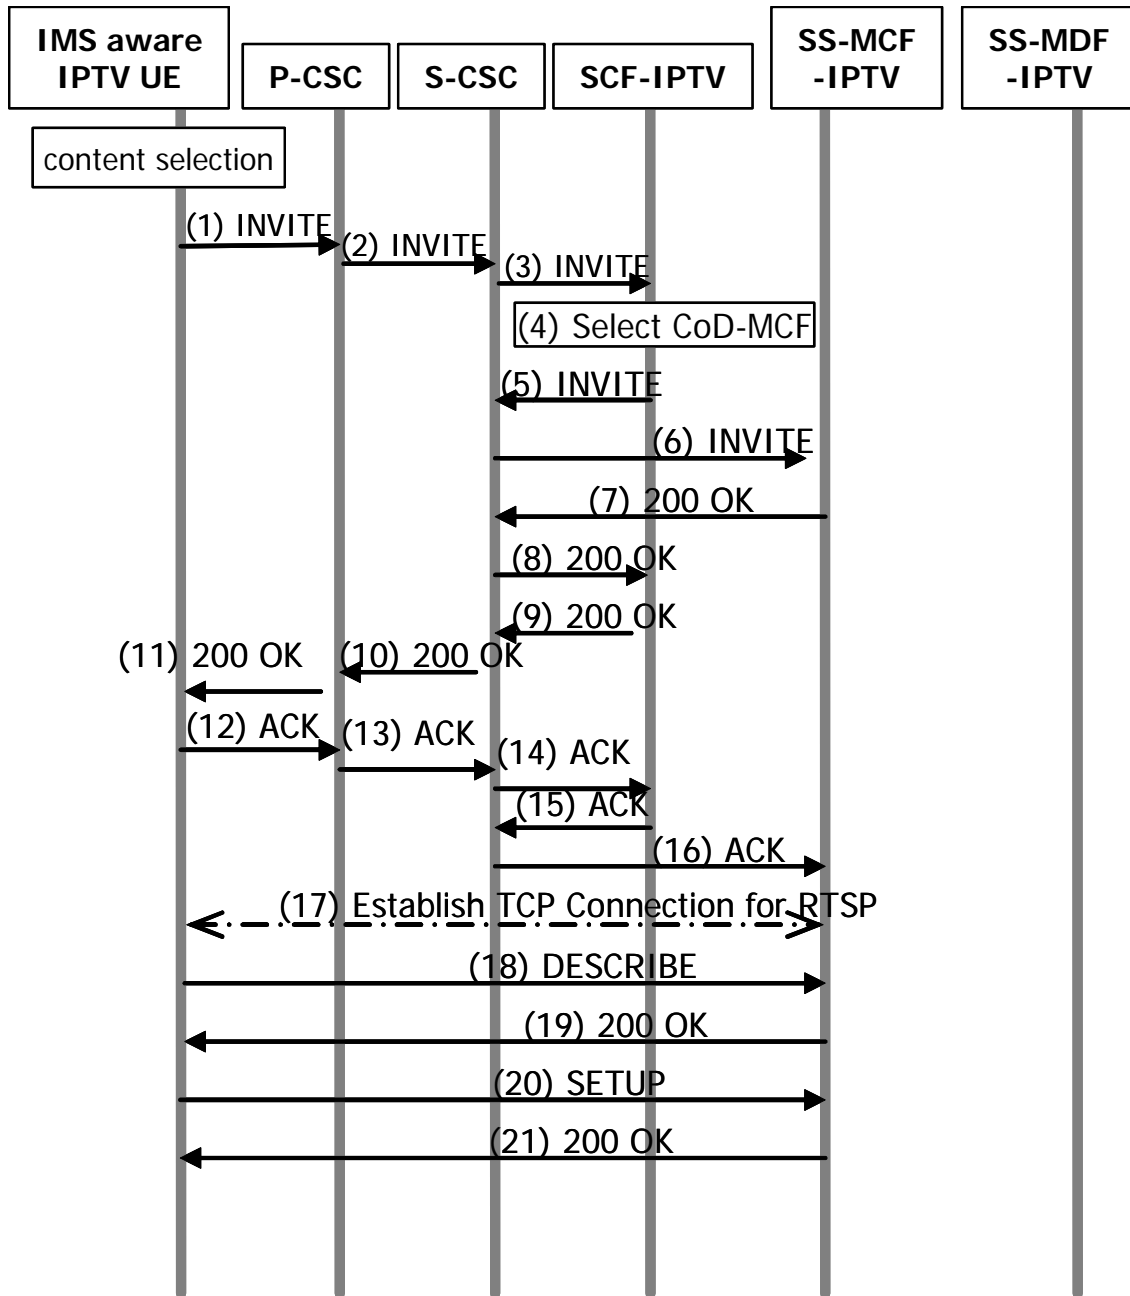 IMS aware
IPTV UE
P-CSC
S-CSC
SCF-IPTV
SS-MCF
-IPTV
SS-MDF
-IPTV
content selection
(1) INVITE
(2) INVITE
(3) INVITE
(4) Select CoD-MCF
(5) INVITE
(6) INVITE
(7) 200 OK
(8) 200 OK
(9) 200 OK
(10) 200 OK
(11) 200 OK
(12) ACK
(13) ACK
(14) ACK
(15) ACK
(16) ACK
(17) Establish TCP Connection for RTSP
(18) DESCRIBE
(19) 200 OK
(20) SETUP
(21) 200 OK